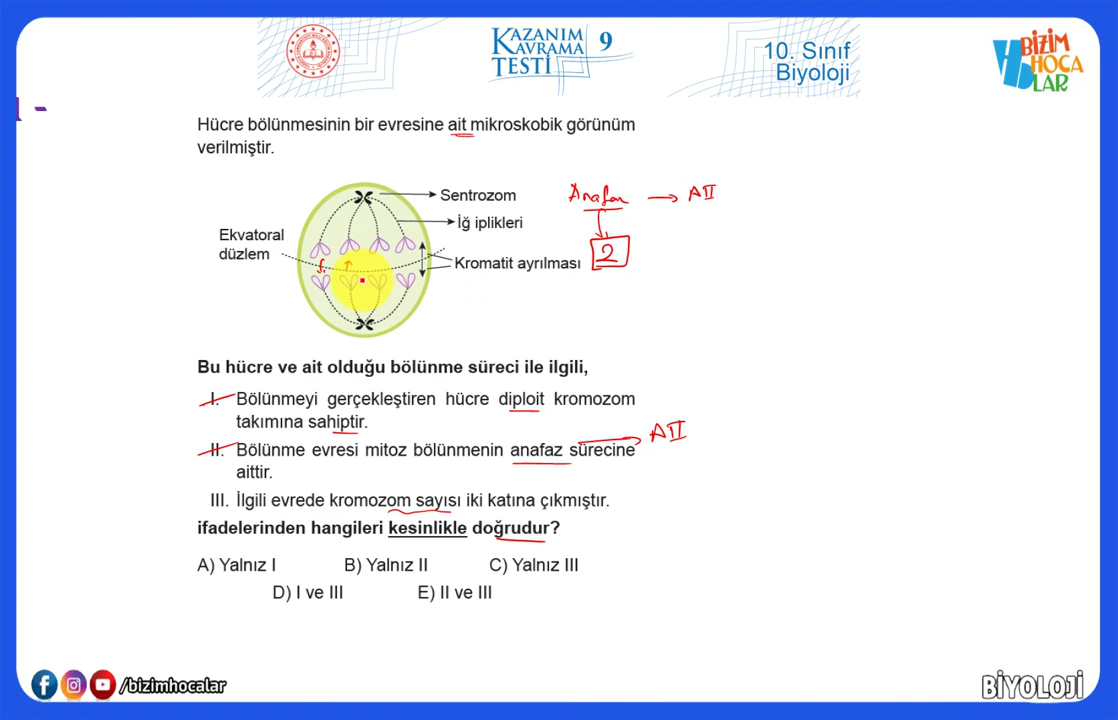 KAZANIM
KAVRAMA
TESTİ
9
10. Sınıf
Biyoloji
BİZİM
HOCA
LAR
1 -
Hücre bölünmesinin bir evresine ait mikroskobik görünüm
verilmiştir.
Sentrozom
Anafaz → AII
İğ iplikleri
Ekvatoral
düzlem
2
Kromatit ayrılması
Bu hücre ve ait olduğu bölünme süreci ile ilgili,
I. Bölünmeyi gerçekleştiren hücre diploit kromozom
takımına sahiptir.
AII
II. Bölünme evresi mitoz bölünmenin anafaz sürecine
aittir.
III. İlgili evrede kromozom sayısı iki katına çıkmıştır.
ifadelerinden hangileri kesinlikle doğrudur?
A) Yalnız I B) Yalnız II C) Yalnız III
D) I ve III E) II ve III
/bizimhocalar
BİYOLOJİ